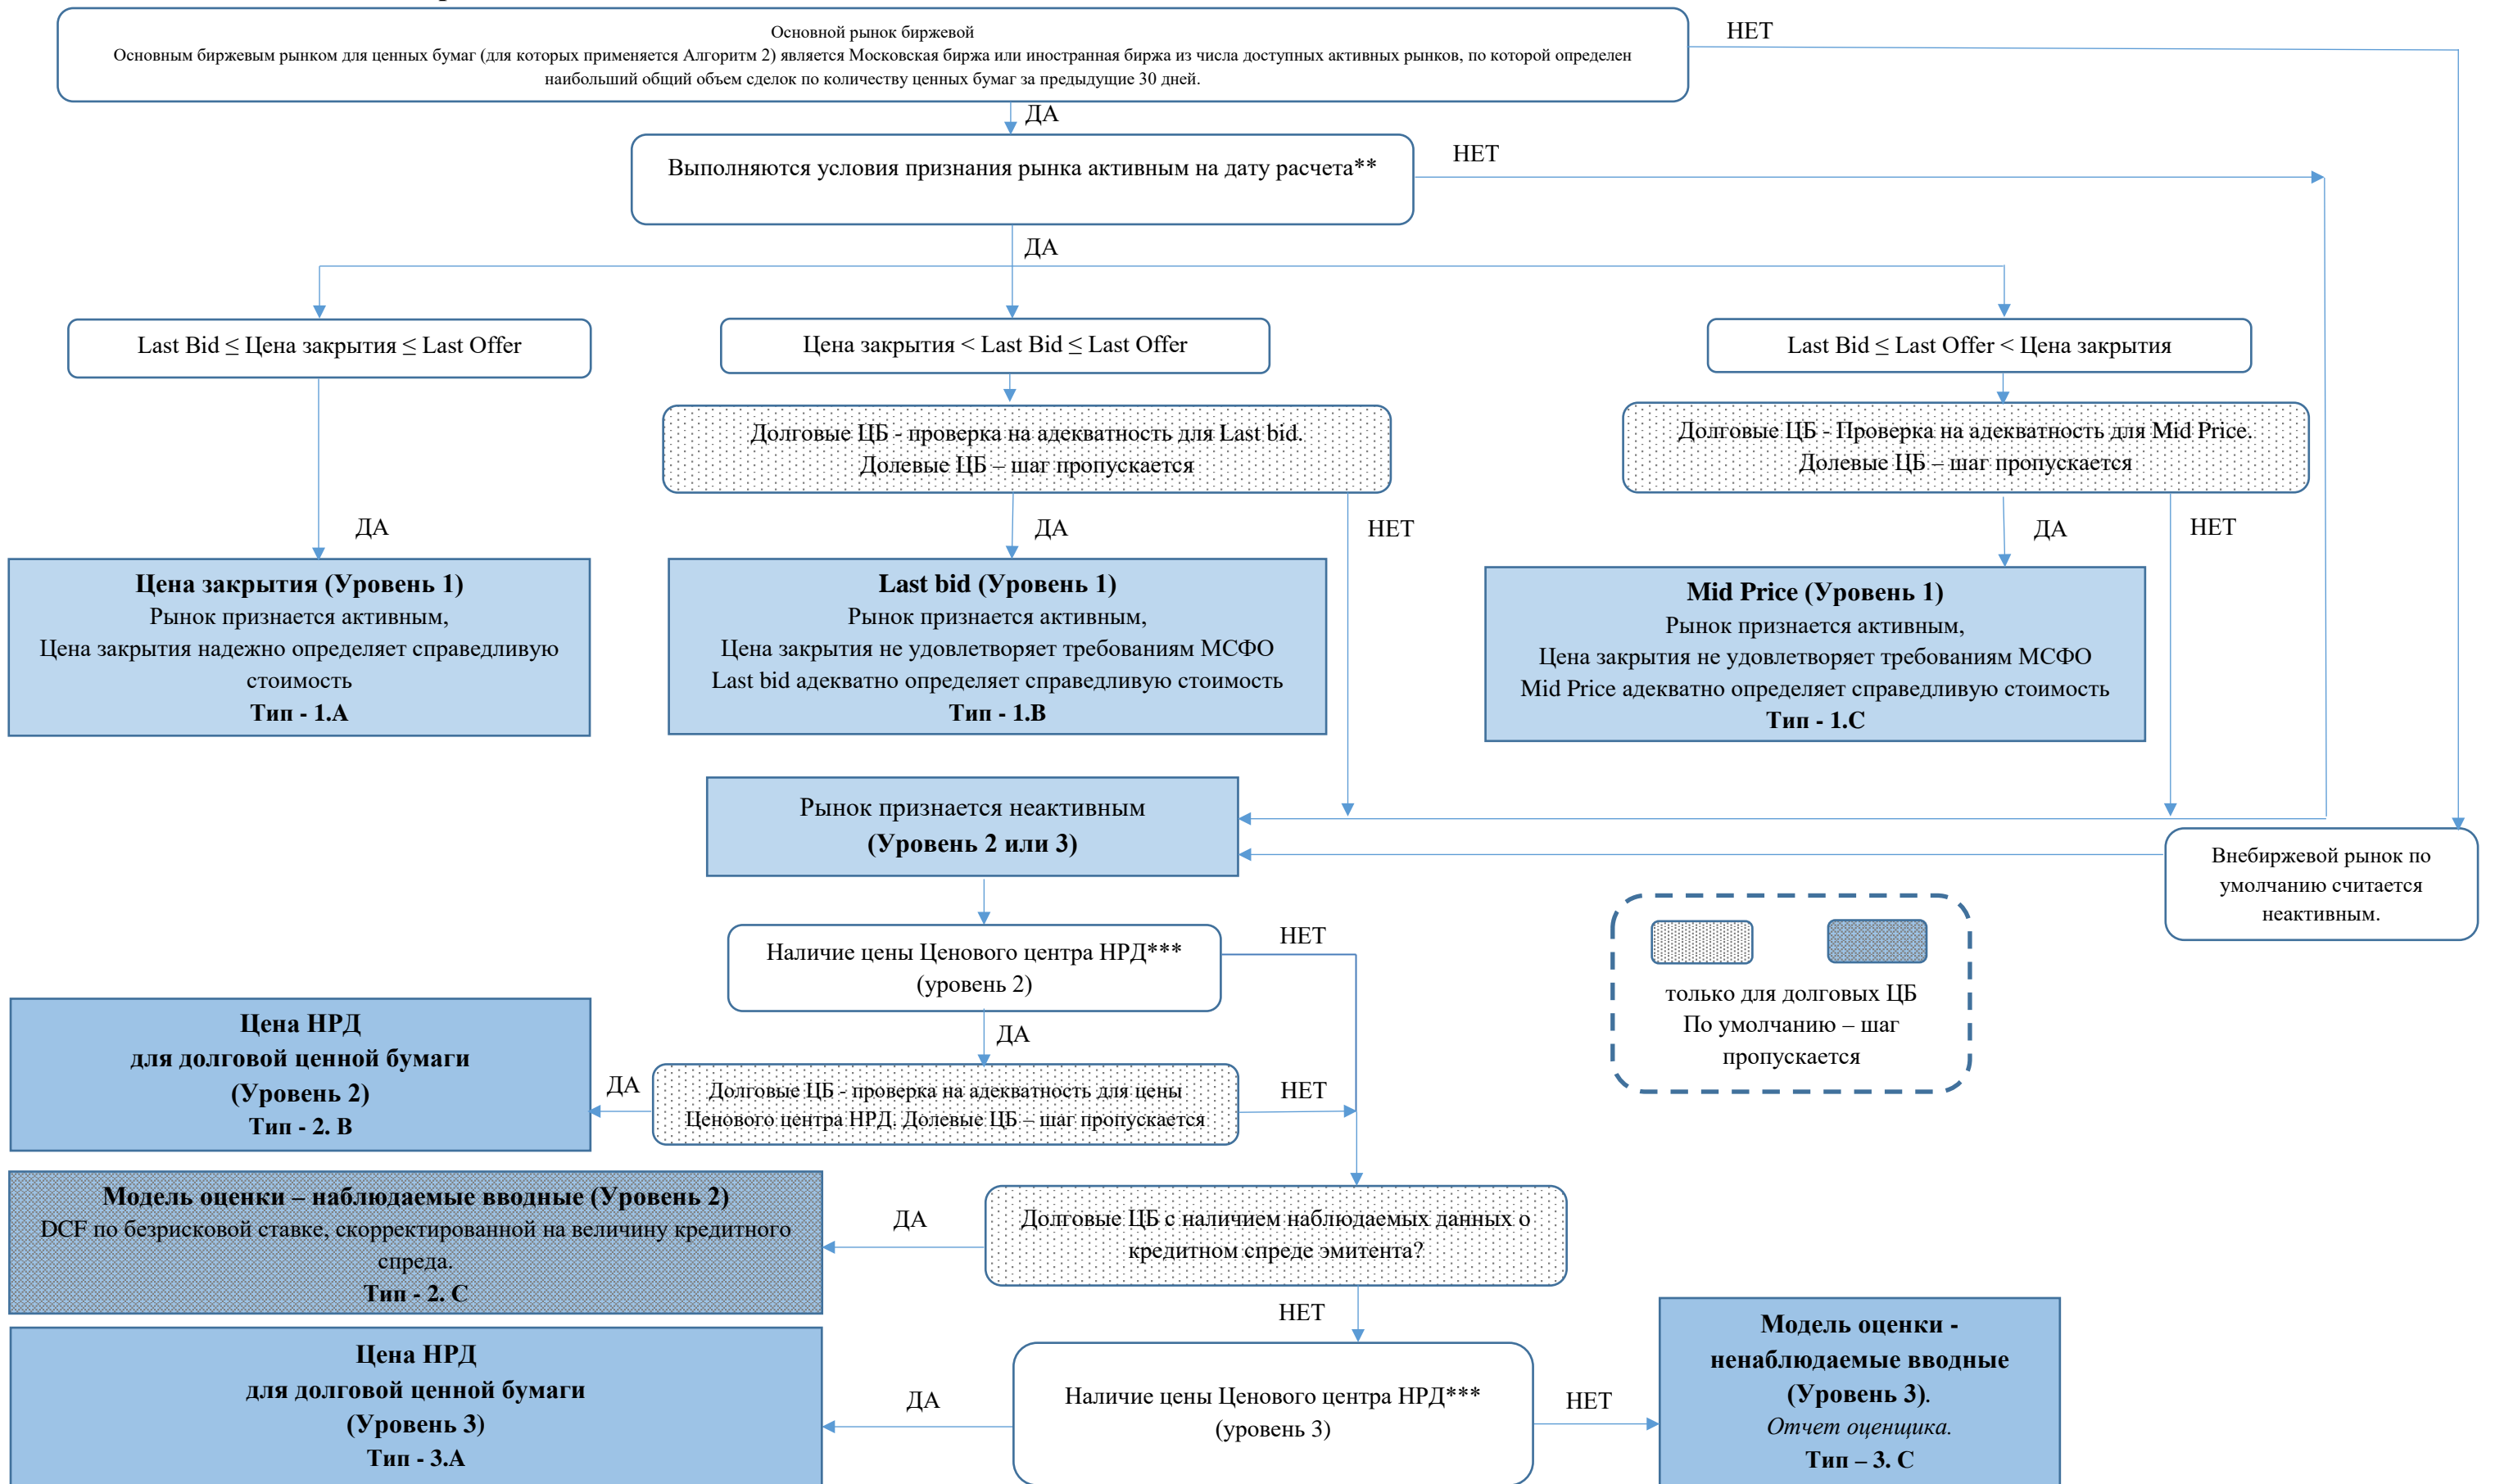 Основной рынок биржевой
Основным биржевым рынком для ценных бумаг (для которых применяется Алгоритм 2) является Московская биржа или иностранная биржа из числа доступных активных рынков, по которой определен
наибольший общий объем сделок по количеству ценных бумаг за предыдущие 30 дней.
НЕТ
ДА
Выполняются условия признания рынка активным на дату расчета**
НЕТ
ДА
Last Bid ≤ Цена закрытия ≤ Last Offer
Цена закрытия < Last Bid ≤ Last Offer
Last Bid ≤ Last Offer < Цена закрытия
Долговые ЦБ - проверка на адекватность для Last bid.
Долевые ЦБ – шаг пропускается
Долговые ЦБ - Проверка на адекватность для Mid Price.
Долевые ЦБ – шаг пропускается
ДА
ДА
НЕТ
ДА
НЕТ
Цена закрытия (Уровень 1)
Рынок признается активным,
Цена закрытия надежно определяет справедливую
стоимость
Тип - 1.А
Last bid (Уровень 1)
Рынок признается активным,
Цена закрытия не удовлетворяет требованиям МСФО
Last bid адекватно определяет справедливую стоимость
Тип - 1.В
Mid Price (Уровень 1)
Рынок признается активным,
Цена закрытия не удовлетворяет требованиям МСФО
Mid Price адекватно определяет справедливую стоимость
Тип - 1.С
Рынок признается неактивным
(Уровень 2 или 3)
Внебиржевой рынок по
умолчанию считается
неактивным.
Наличие цены Ценового центра НРД***
(уровень 2)
НЕТ
ДА
только для долговых ЦБ
По умолчанию – шаг
пропускается
Цена НРД
для долговой ценной бумаги
(Уровень 2)
Тип - 2. В
ДА
Долговые ЦБ - проверка на адекватность для цены
Ценового центра НРД. Долевые ЦБ – шаг пропускается
НЕТ
Модель оценки – наблюдаемые вводные (Уровень 2)
DCF по безрисковой ставке, скорректированной на величину кредитного
спреда.
Тип - 2. С
ДА
Долговые ЦБ с наличием наблюдаемых данных о
кредитном спреде эмитента?
НЕТ
Цена НРД
для долговой ценной бумаги
(Уровень 3)
Тип - 3.А
ДА
Наличие цены Ценового центра НРД***
(уровень 3)
НЕТ
Модель оценки -
ненаблюдаемые вводные
(Уровень 3).
Отчет оценщика.
Тип – 3. С